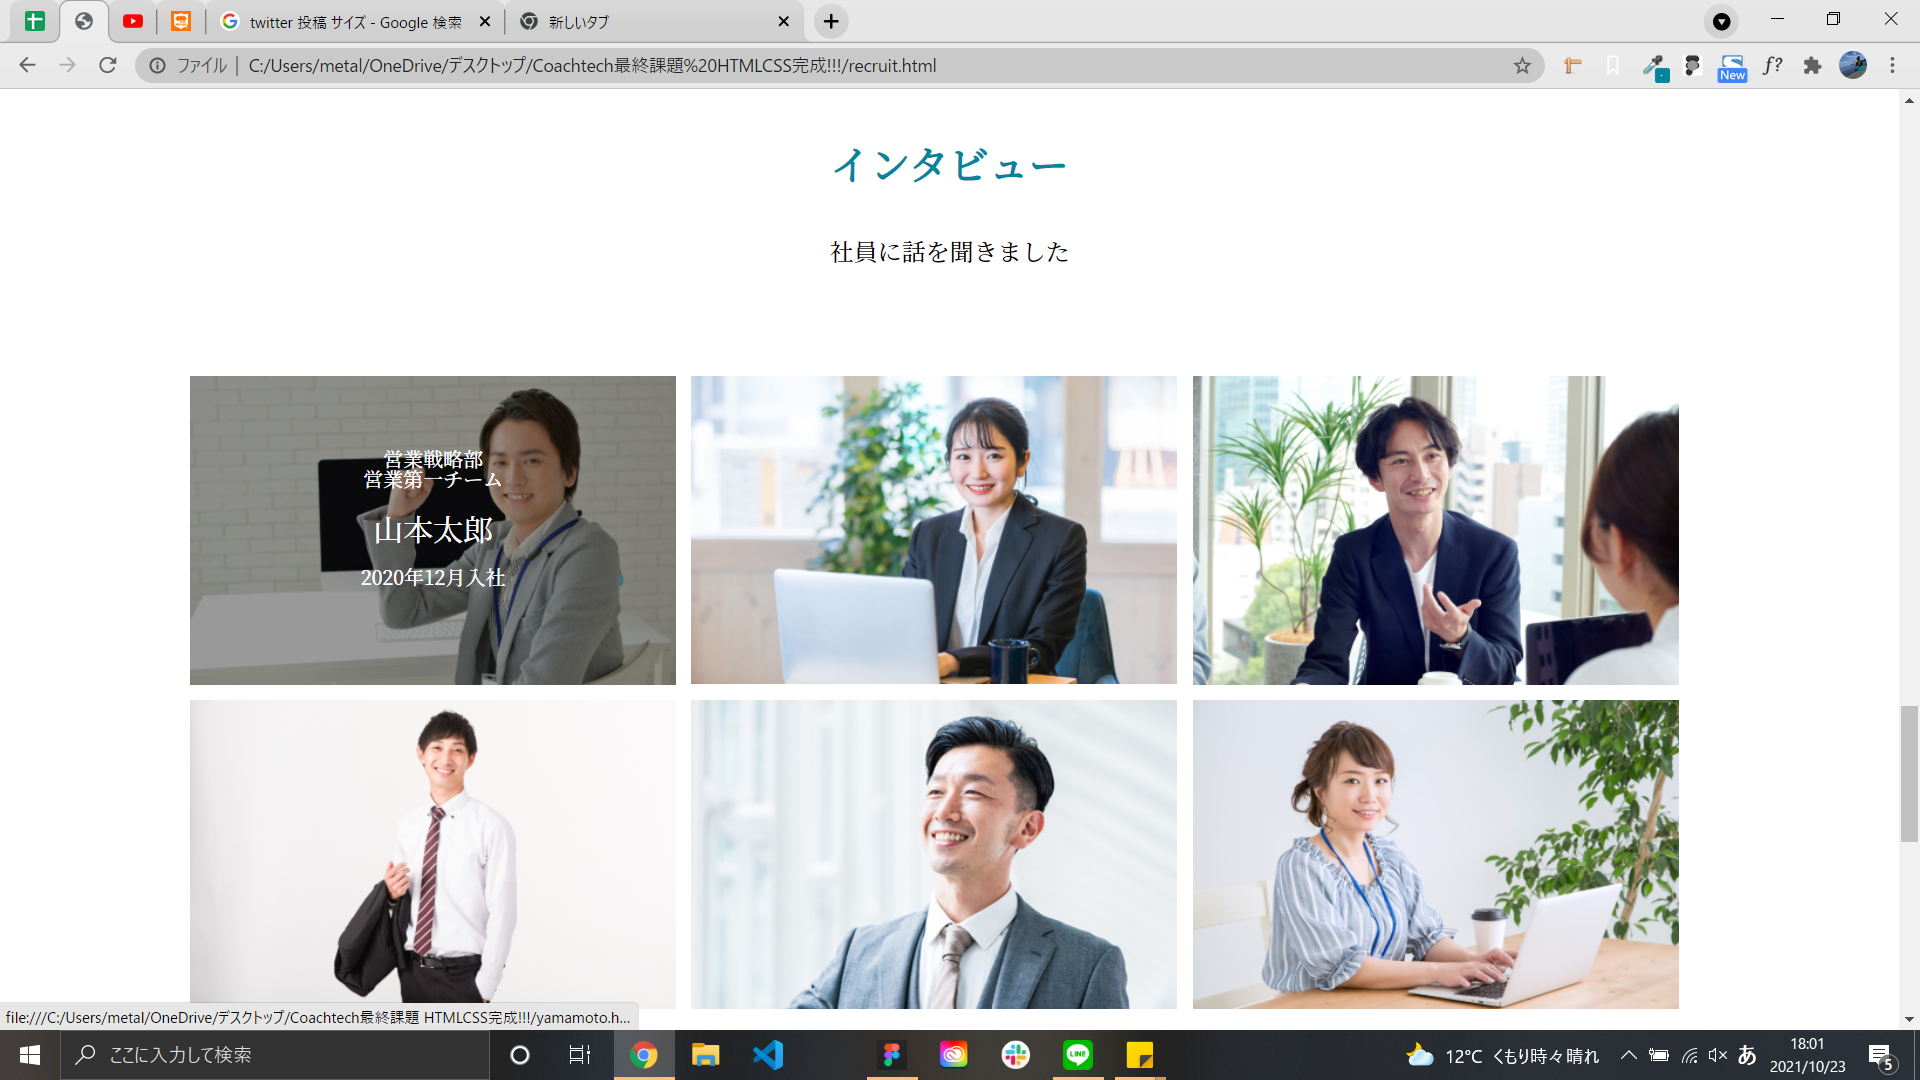 twitter 投稿 サイズ - Google 検索
新しいタブ
ファイル
C:/Users/metal/OneDrive/デスクトップ/Coachtech最終課題%20HTMLCSS完成!!!/recruit.html
New
f?
インタビュー
社員に話を聞きました
営業戦略部
営業第一チーム
山本太郎
2020年12月入社
file:///C:/Users/metal/OneDrive/デスクトップ/Coachtech最終課題 HTMLCSS完成!!!/yamamoto.h...
ここに入力して検索
LINE
12°C くもり時々晴れ
あ
18:01
2021/10/23
5